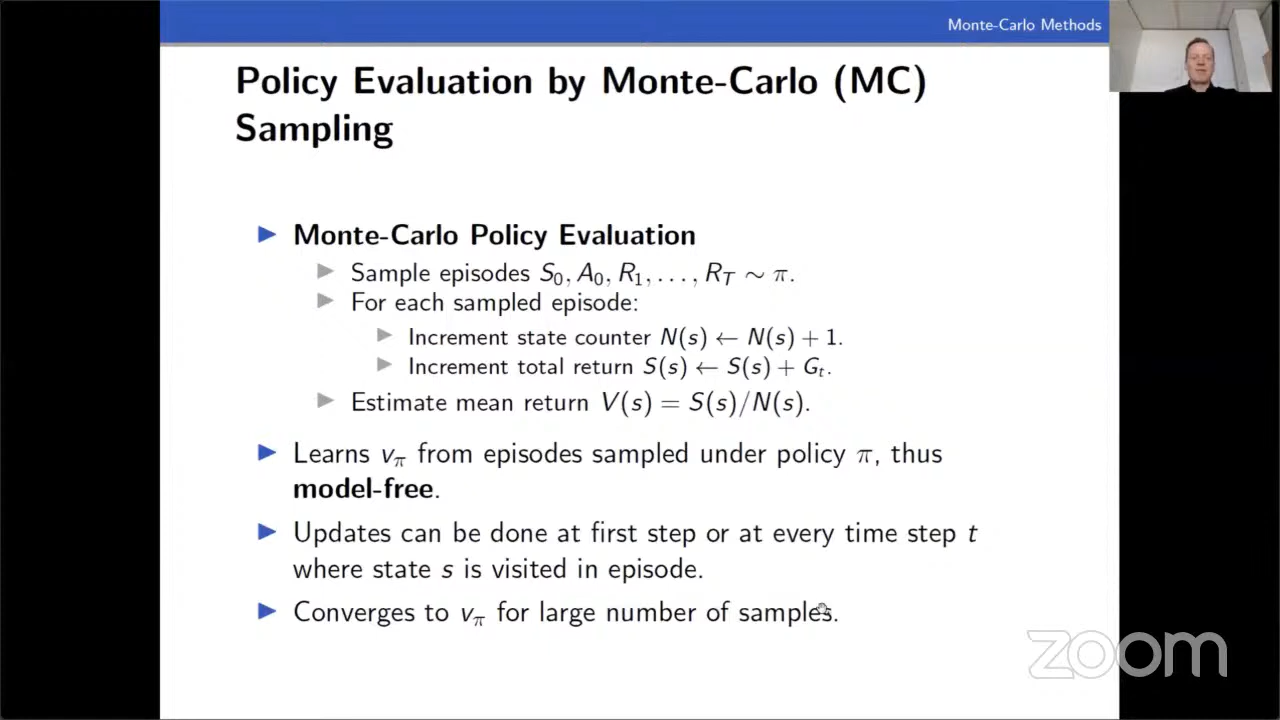 Monte-Carlo Methods
Policy Evaluation by Monte-Carlo (MC)
Sampling
Monte-Carlo Policy Evaluation
Sample episodes S₀, A₀, R₁, . . . , R_T ∼ π.
For each sampled episode:
Increment state counter N(s) ← N(s) + 1.
Increment total return S(s) ← S(s) + Gₜ.
Estimate mean return V(s) = S(s)/N(s).
Learns v_π from episodes sampled under policy π, thus
model-free.
Updates can be done at first step or at every time step t
where state s is visited in episode.
Converges to v_π for large number of samples.
zoom